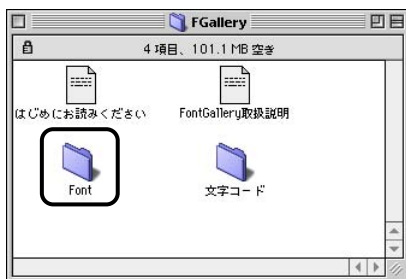 FGallery
4 項目、101.1 MB 空き
はじめにお読みください
FontGallery取扱説明
Font
文字コード